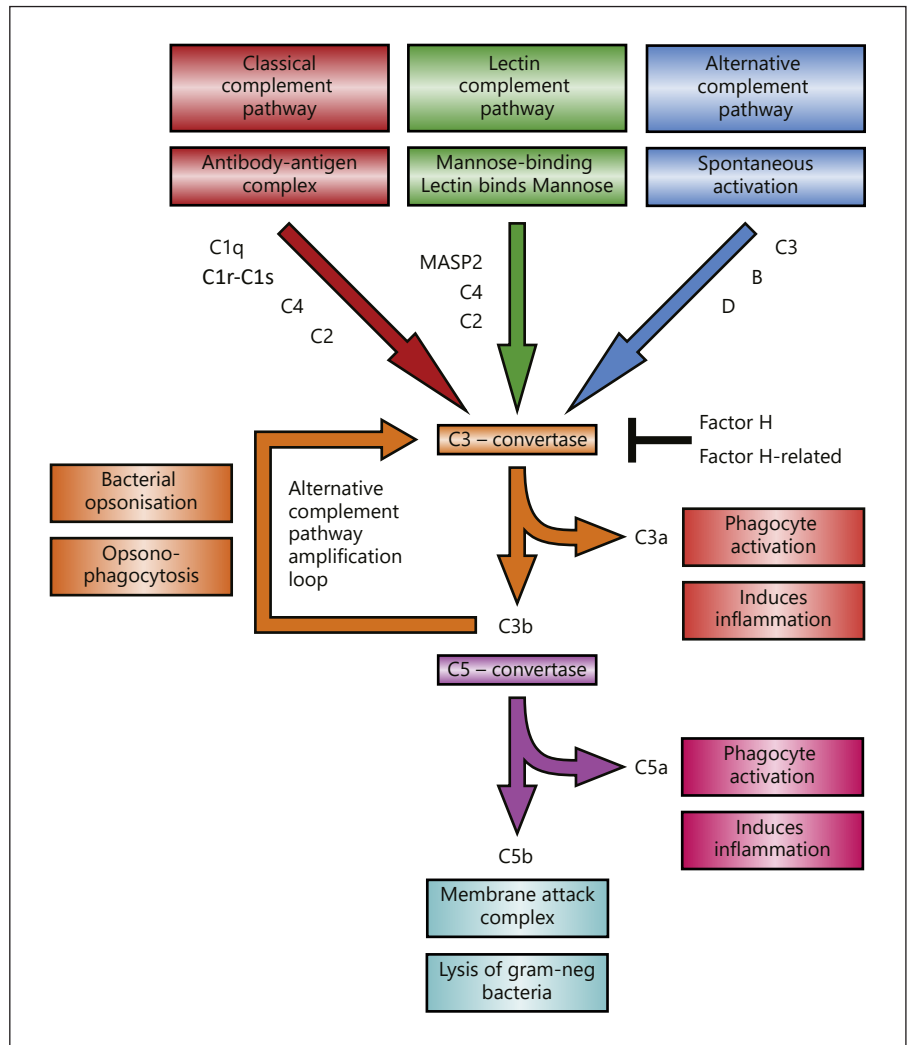 Classical
complement
pathway
Lectin
complement
pathway
Alternative
complement
pathway
Antibody-antigen
complex
Mannose-binding
Lectin binds Mannose
Spontaneous
activation
C1q
C1r-C1s
C4
C2
MASP2
C4
C2
C3
B
D
C3 – convertase
Factor H
Factor H-related
Bacterial
opsonisation
Opsono-
phagocytosis
Alternative
complement
pathway
amplification
loop
C3a
Phagocyte
activation
Induces
inflammation
C3b
C5 – convertase
C5a
Phagocyte
activation
Induces
inflammation
C5b
Membrane attack
complex
Lysis of gram-neg
bacteria